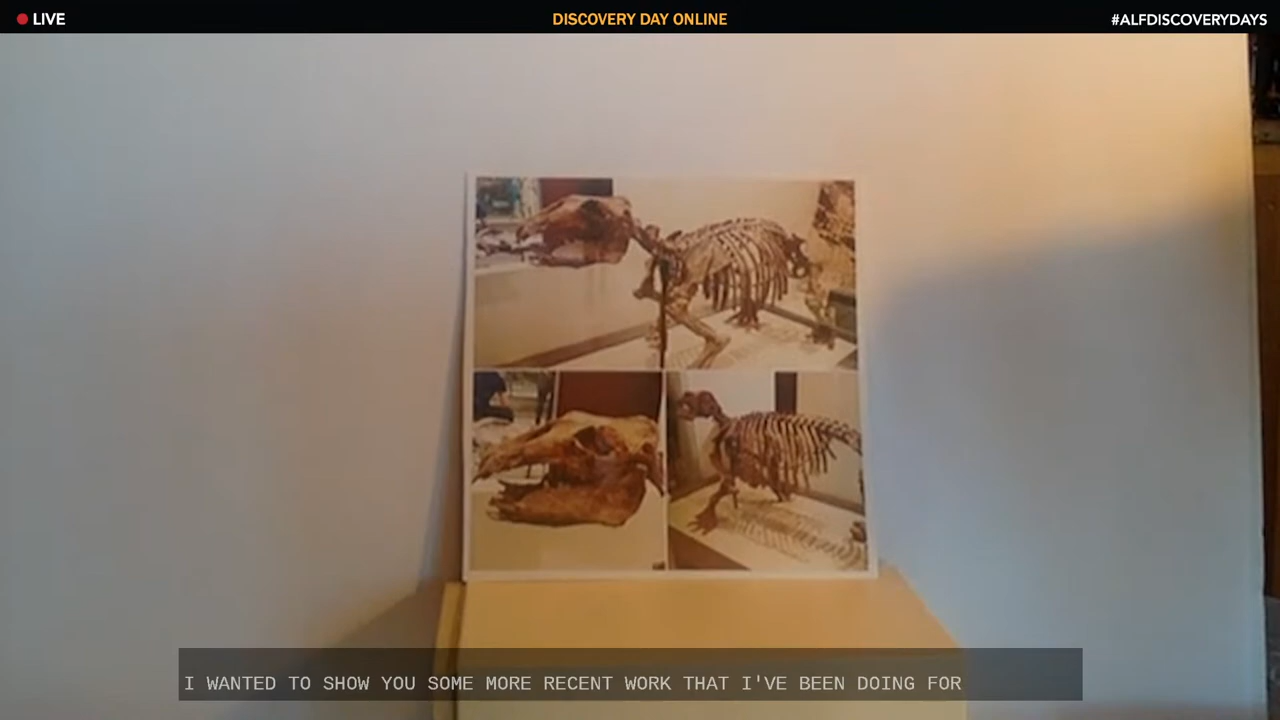 LIVE
DISCOVERY DAY ONLINE
#ALFDISCOVERYDAYS
I WANTED TO SHOW YOU SOME MORE RECENT WORK THAT I'VE BEEN DOING FOR